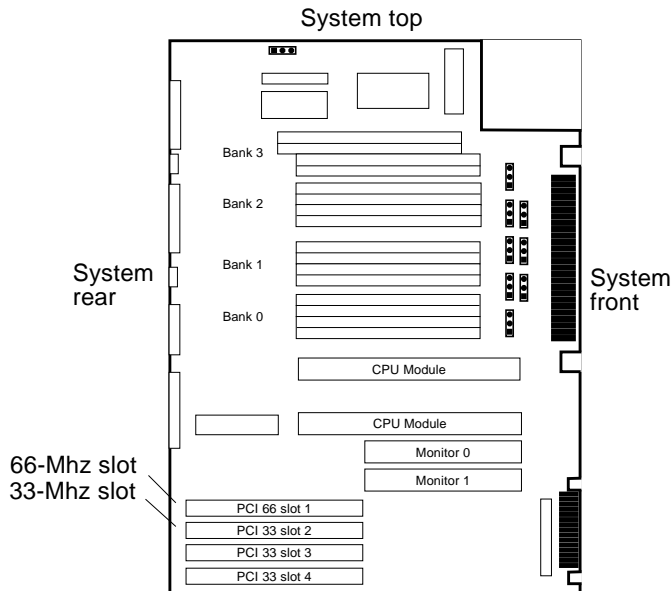 System top
Bank 3
Bank 2
Bank 1
Bank 0
System
rear
System
front
CPU Module
CPU Module
Monitor 0
Monitor 1
66-Mhz slot
33-Mhz slot
PCI 66 slot 1
PCI 33 slot 2
PCI 33 slot 3
PCI 33 slot 4